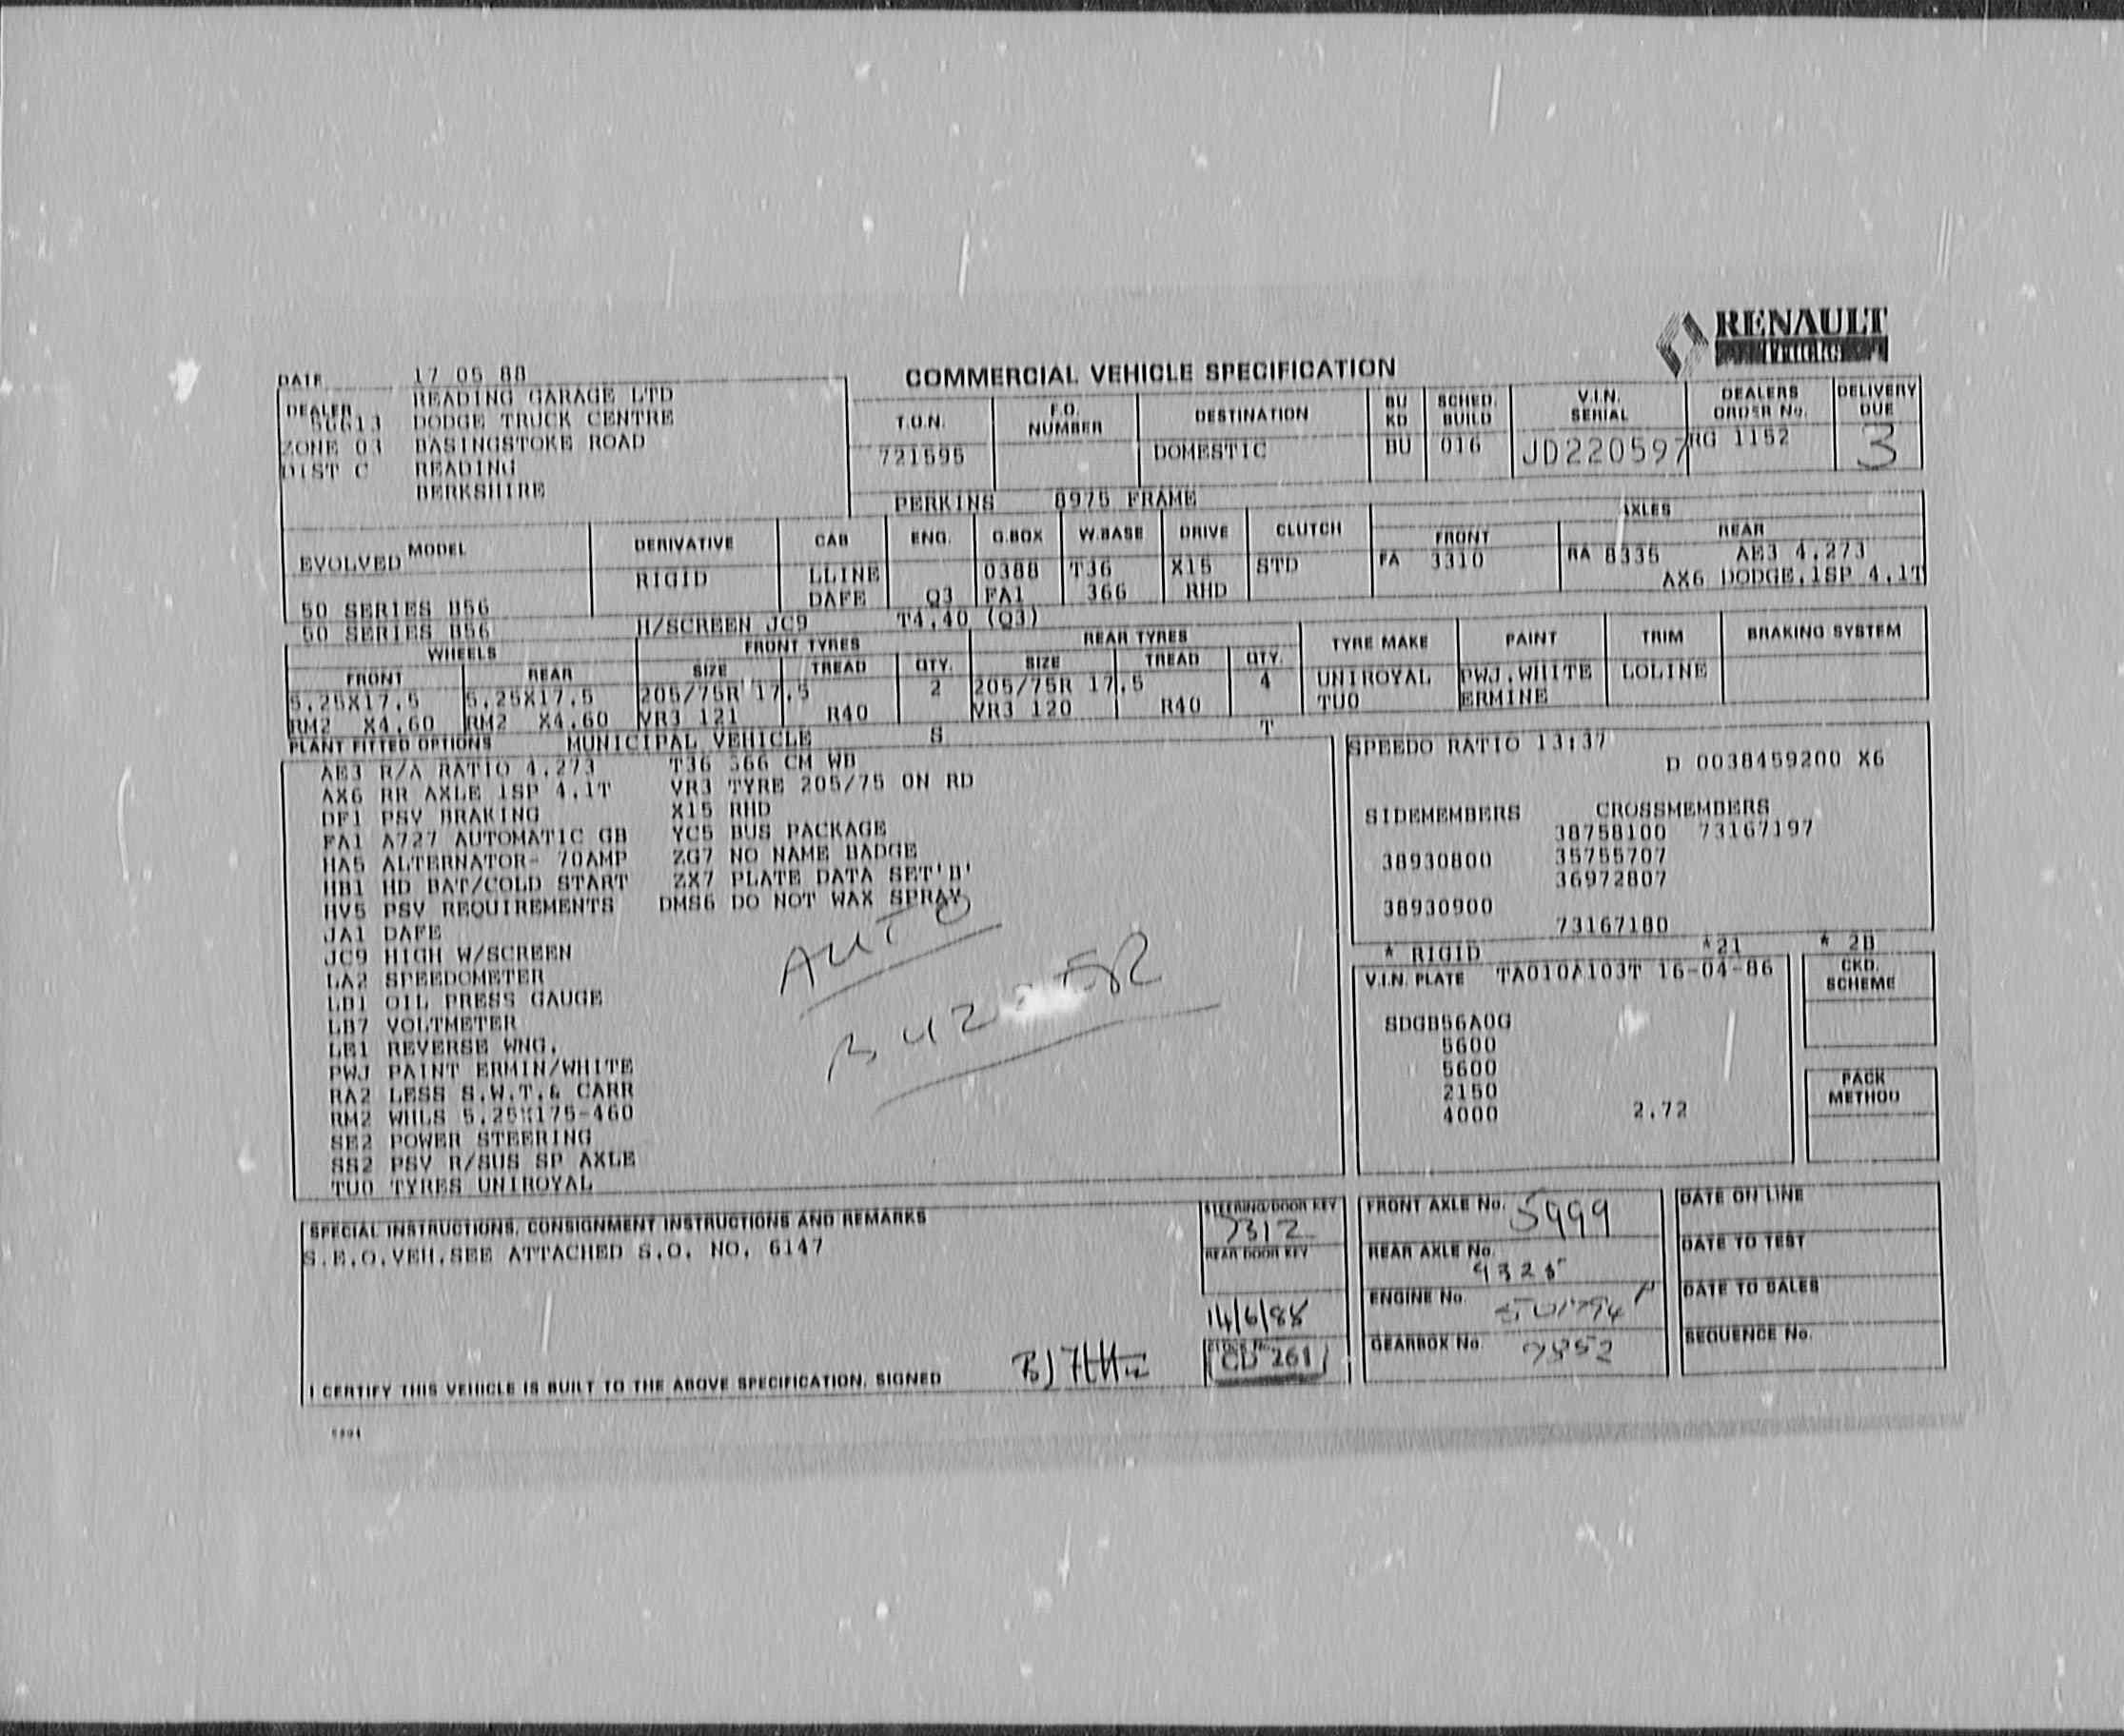 RENAULT
COMMERCIAL VEHICLE SPECIFICATION
DATE 17 05 88
DEALER READING GARAGE LTD
50613 DODGE TRUCK CENTRE
ZONE 03 BASINGSTOKE ROAD
DIST C READING
BERKSHIRE
T.O.N. F.O. NUMBER DESTINATION BU KD SCHED. BUILD V.I.N. SERIAL DEALERS ORDER No. DELIVERY DUE
721595 DOMESTIC BU 016 JD220597 RG 1152 3
PERKINS 8975 FRAME
MODEL DERIVATIVE CAB ENG. G.BOX W.BASE DRIVE CLUTCH AXLES FRONT REAR
EVOLVED RIGID LLINE 0388 T36 X15 STD FA 3310 RA 8335 AE3 4.273
50 SERIES B56 DAFE Q3 FA1 366 RHD AX6 DODGE.1SP 4.1T
50 SERIES B56 H/SCREEN JC9 T4.40 (Q3)
WHEELS FRONT TYRES REAR TYRES TYRE MAKE PAINT TRIM BRAKING SYSTEM
FRONT REAR SIZE TREAD QTY. SIZE TREAD QTY.
5.25X17.5 5.25X17.5 205/75R 17.5 2 205/75R 17.5 4 UNIROYAL PWJ.WHITE LOLINE
RM2 X4.60 RM2 X4.60 VR3 121 R40 VR3 120 R40 TU0 ERMINE
PLANT FITTED OPTIONS MUNICIPAL VEHICLE S T
AE3 R/A RATIO 4.273 T36 366 CM WB
AX6 RR AXLE 1SP 4.1T VR3 TYRE 205/75 ON RD
DF1 PSV BRAKING X15 RHD
FA1 A727 AUTOMATIC GB YC5 BUS PACKAGE
HA5 ALTERNATOR- 70AMP ZG7 NO NAME BADGE
HB1 HD BAT/COLD START ZX7 PLATE DATA SET'B'
HV5 PSV REQUIREMENTS DMS6 DO NOT WAX SPRAY
JA1 DAFE
JC9 HIGH W/SCREEN
LA2 SPEEDOMETER
LB1 OIL PRESS GAUGE
LB7 VOLTMETER
LE1 REVERSE WNG.
PWJ PAINT ERMIN/WHITE
RA2 LESS S.W.T.& CARR
RM2 WHLS 5.25X175-460
SE2 POWER STEERING
SS2 PSV R/SUS SP AXLE
TU0 TYRES UNIROYAL
AUTO
BUZZER
SPEEDO RATIO 13:37
D 0038459200 X6
SIDEMEMBERS CROSSMEMBERS
38758100 73167197
38930800 35755707
36972807
38930900
73167180
* RIGID *21 * 2B
V.I.N. PLATE TA010A103T 16-04-86 CKD. SCHEME
SDGB56A0G
5600
5600
2150
4000 2.72
PACK METHOD
SPECIAL INSTRUCTIONS, CONSIGNMENT INSTRUCTIONS AND REMARKS
S.E.O.VEH.SEE ATTACHED S.O. NO. 6147
STEERING/DOOR KEY
7312
REAR DOOR KEY
14/6/88
CD 261
I CERTIFY THIS VEHICLE IS BUILT TO THE ABOVE SPECIFICATION. SIGNED
FRONT AXLE No. 5999
REAR AXLE No. 9325
ENGINE No.
GEARBOX No. 9852
DATE ON LINE
DATE TO TEST
DATE TO SALES
SEQUENCE No.